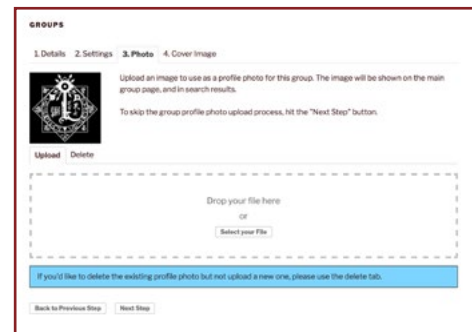 GROUPS
1. Details 2. Settings 3. Photo 4. Cover Image
Upload an image to use as a profile photo for this group. The image will be shown on the main
group page, and in search results.
To skip the group profile photo upload process, hit the "Next Step" button.
Upload Delete
Drop your file here
or
Select your File
If you'd like to delete the existing profile photo but not upload a new one, please use the delete tab.
Back to Previous Step Next Step